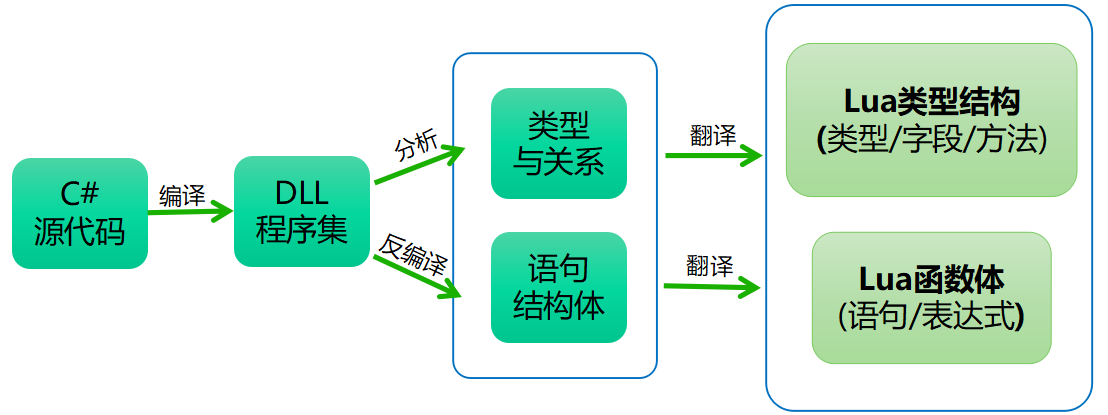 C#
源代码
编译
DLL
程序集
分析
反编译
类型
与关系
语句
结构体
翻译
翻译
Lua类型结构
(类型/字段/方法)
Lua函数体
(语句/表达式)